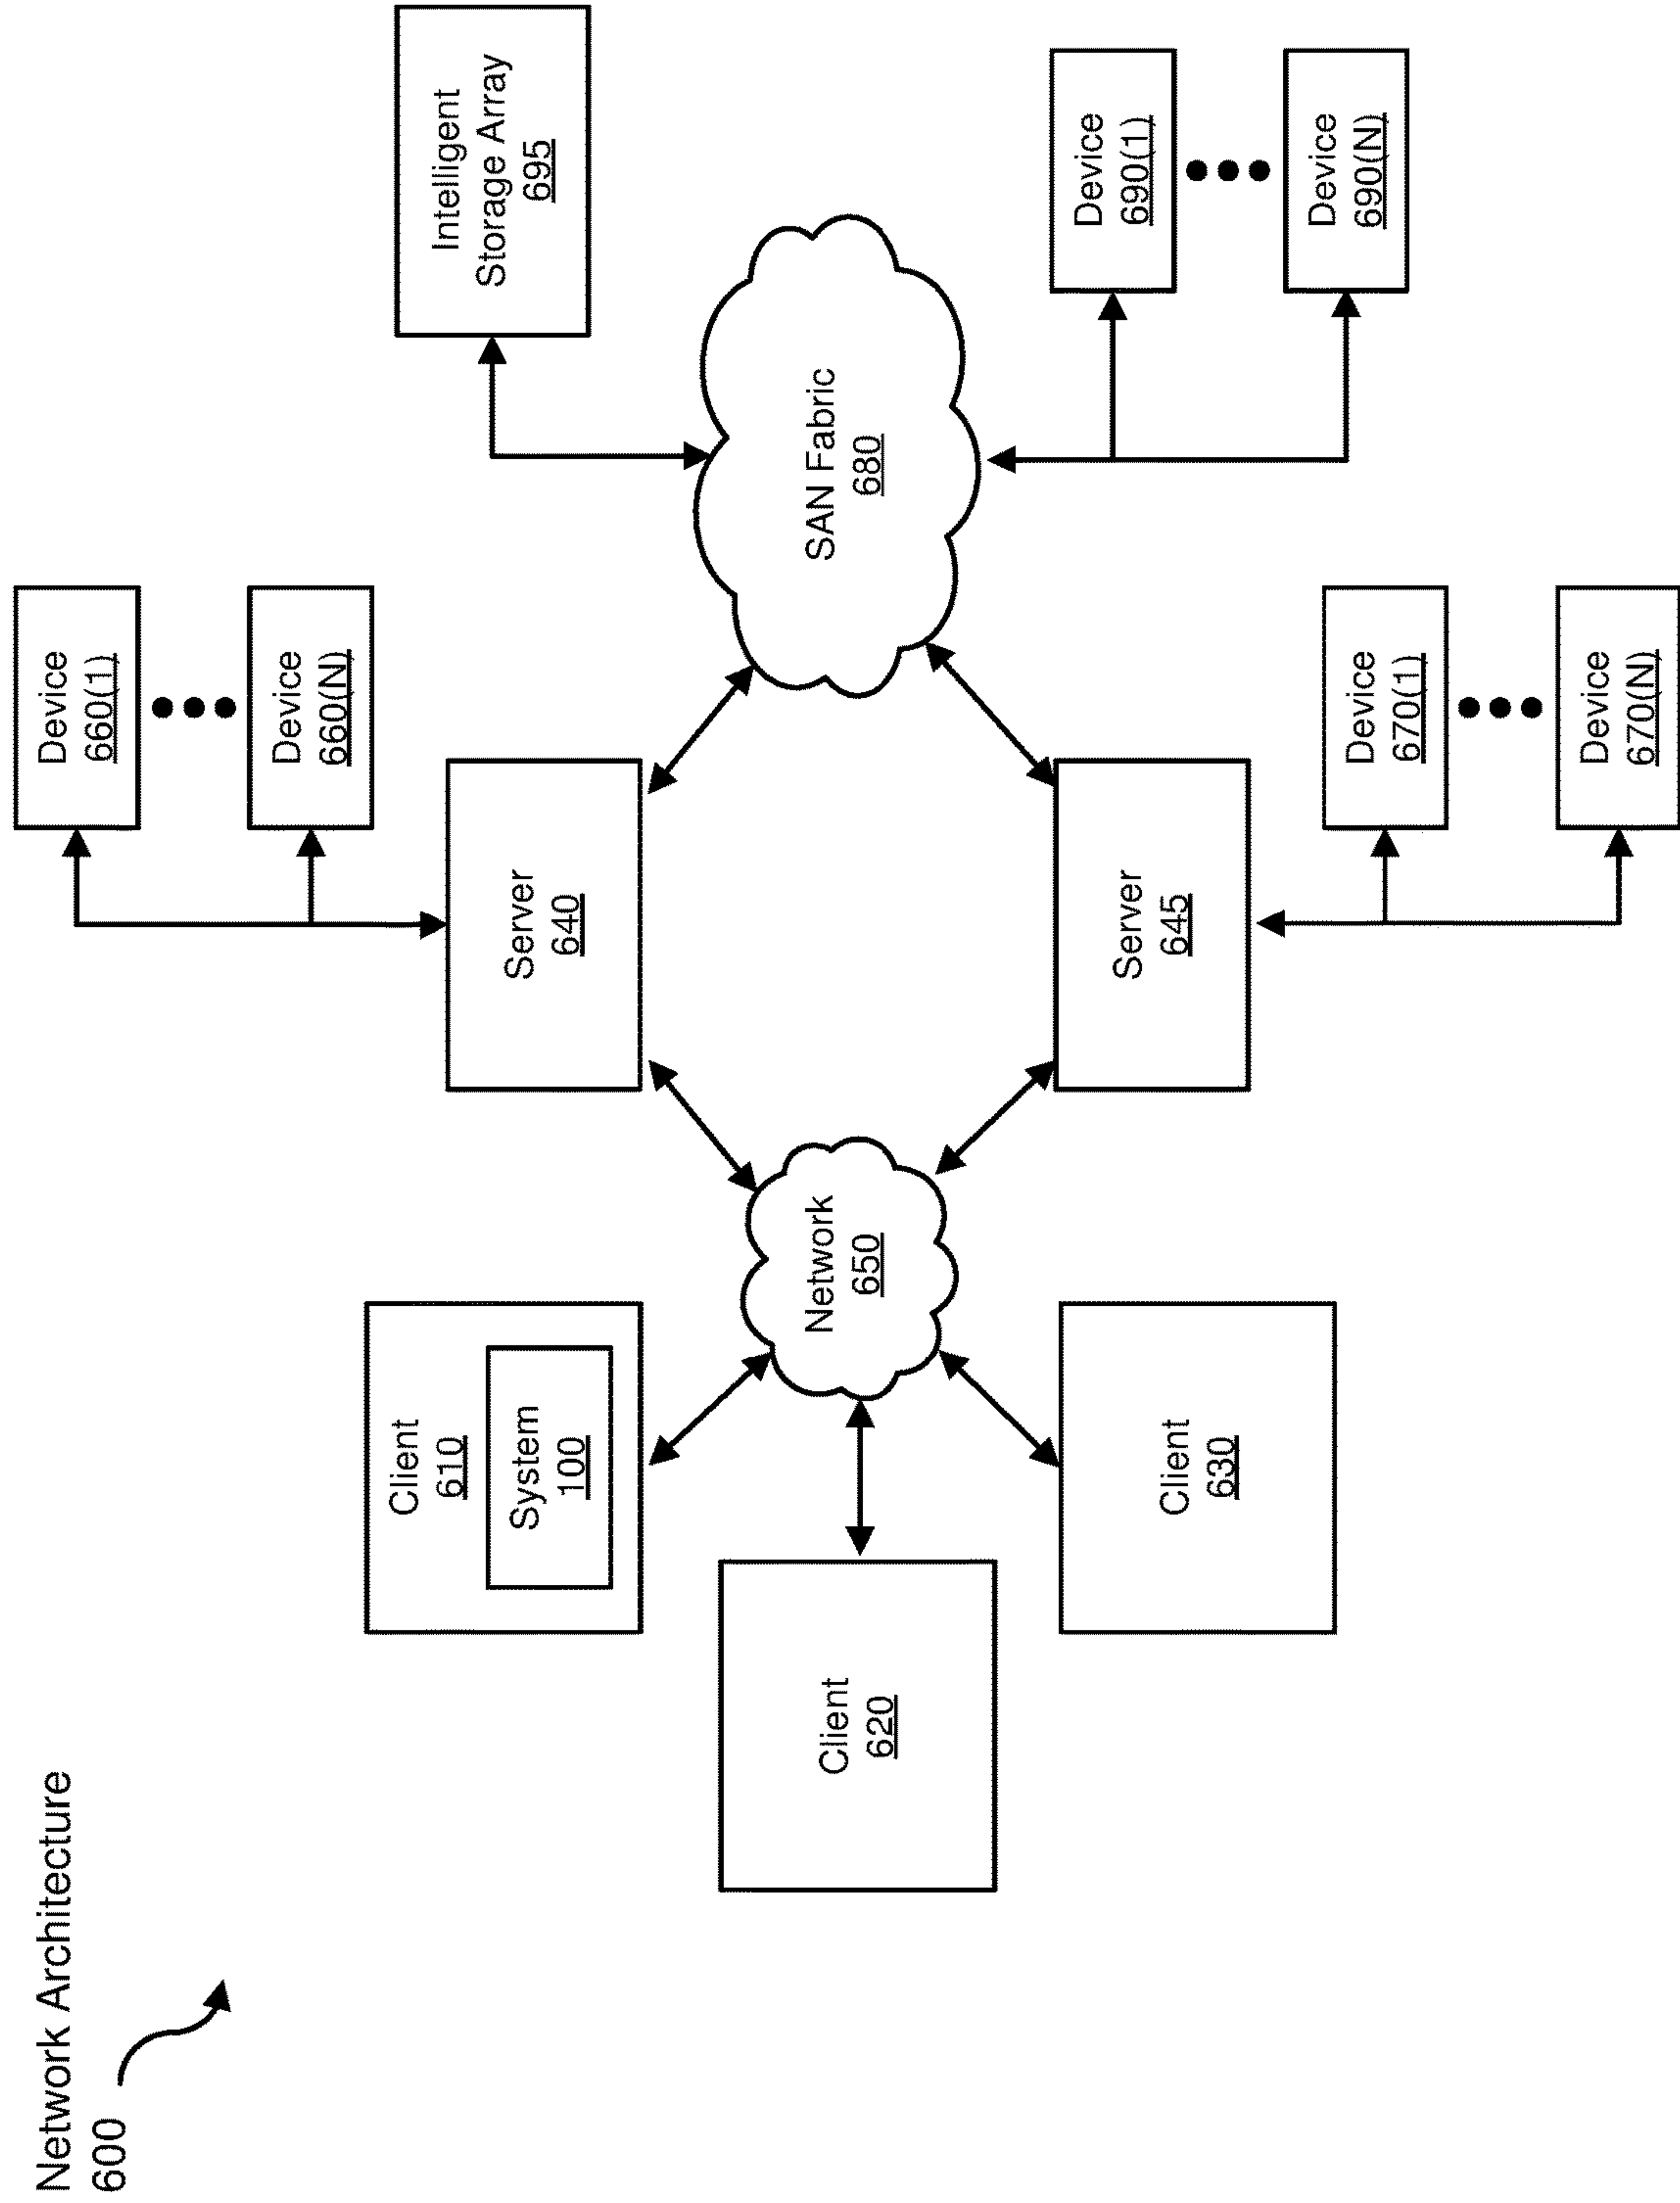 Network Architecture
600
Client
610
System
100
Client
620
Client
630
Network
650
Server
640
Server
645
Device
660(1)
Device
660(N)
Device
670(1)
Device
670(N)
SAN Fabric
680
Intelligent
Storage Array
695
Device
690(1)
Device
690(N)